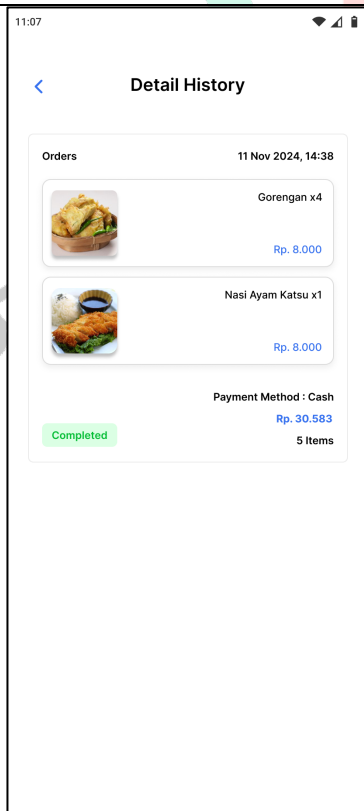 11:07
Detail History
Orders
11 Nov 2024, 14:38
Gorengan x4
Rp. 8.000
Nasi Ayam Katsu x1
Rp. 8.000
Payment Method : Cash
Rp. 30.583
Completed
5 Items